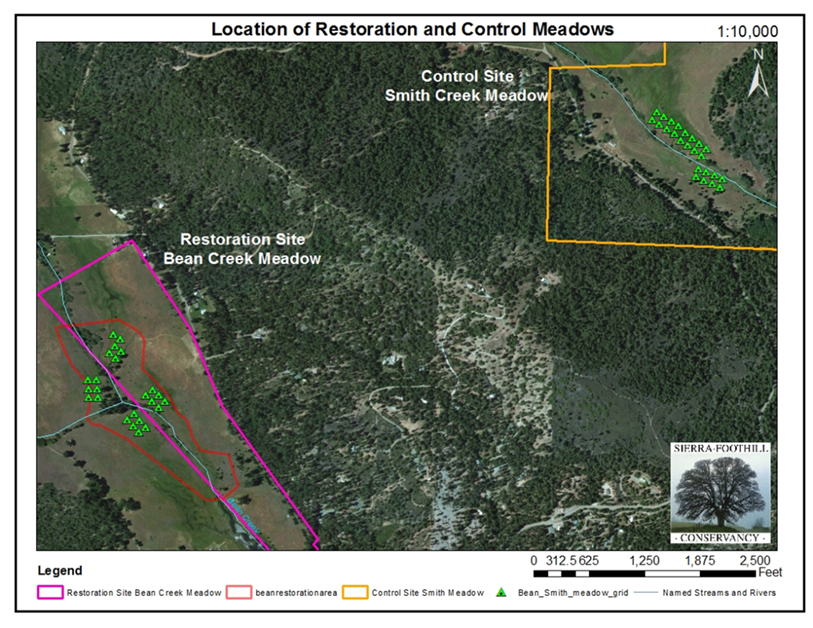 Location of Restoration and Control Meadows
1:10,000
N
Control Site
Smith Creek Meadow
Restoration Site
Bean Creek Meadow
SIERRA-FOOTHILL
· CONSERVANCY ·
Legend
0 312.5 625 1,250 1,875 2,500
Feet
Restoration Site Bean Creek Meadow
beanrestorationarea
Control Site Smith Meadow
Bean_Smith_meadow_grid
Named Streams and Rivers